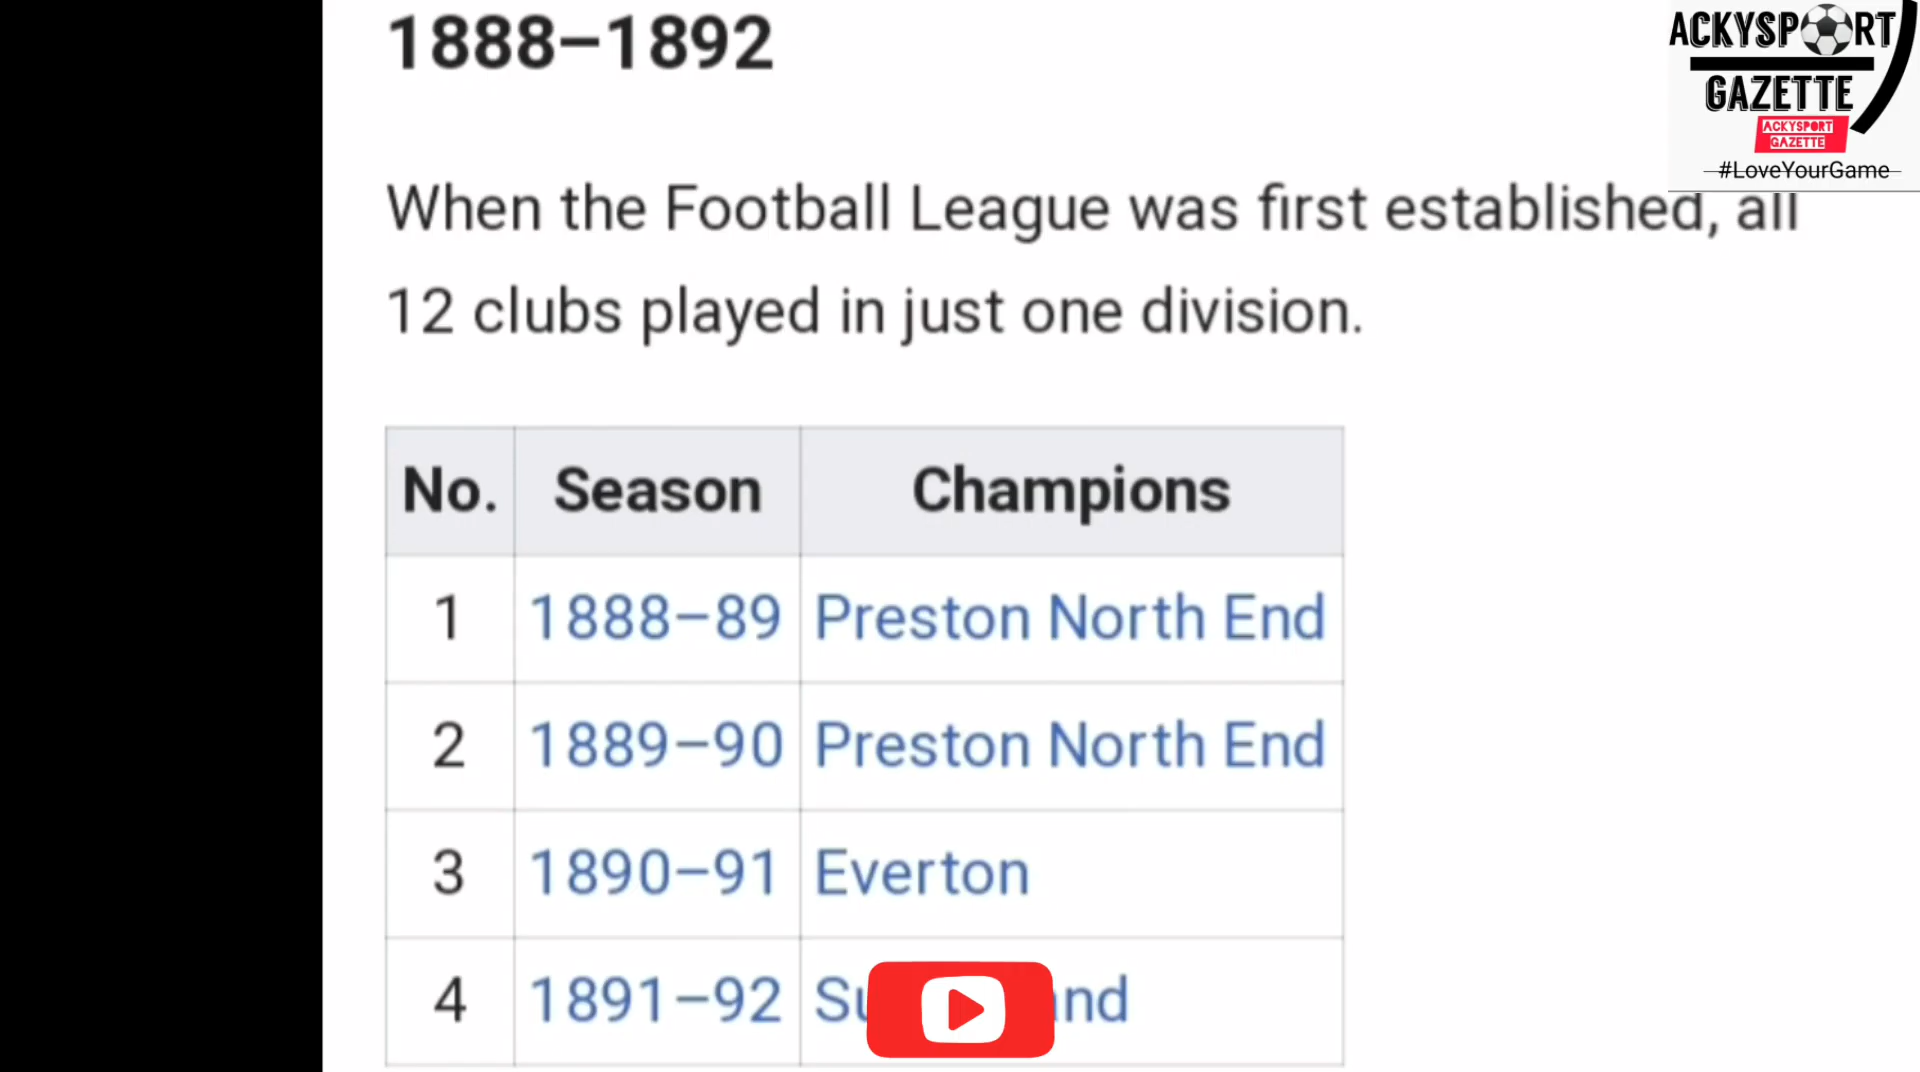 1888–1892
ACKYSPORT
GAZETTE
ACKYSPORT
GAZETTE
#LoveYourGame
When the Football League was first established, all
12 clubs played in just one division.
No. Season Champions
1 1888–89 Preston North End
2 1889–90 Preston North End
3 1890–91 Everton
4 1891–92